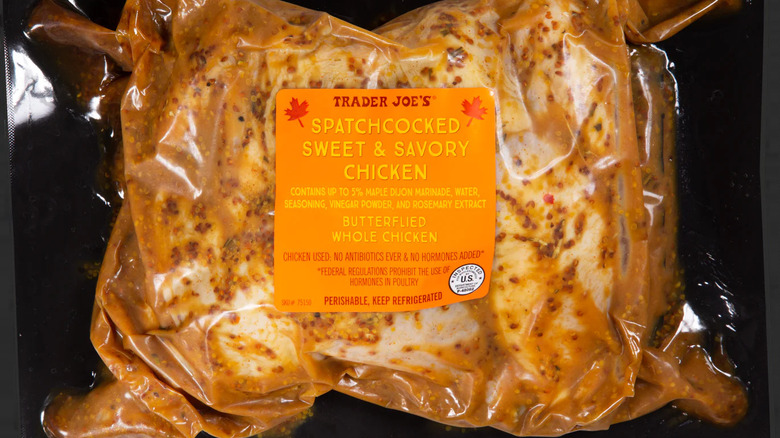 TRADER JOE'S™
SPATCHCOCKED
SWEET & SAVORY
CHICKEN
CONTAINS UP TO 5% MAPLE DIJON MARINADE, WATER,
SEASONING, VINEGAR POWDER, AND ROSEMARY EXTRACT
BUTTERFLIED
WHOLE CHICKEN
CHICKEN USED: NO ANTIBIOTICS EVER & NO HORMONES ADDED*
*FEDERAL REGULATIONS PROHIBIT THE USE OF
HORMONES IN POULTRY
INSPECTED
U.S.
PERISHABLE, KEEP REFRIGERATED